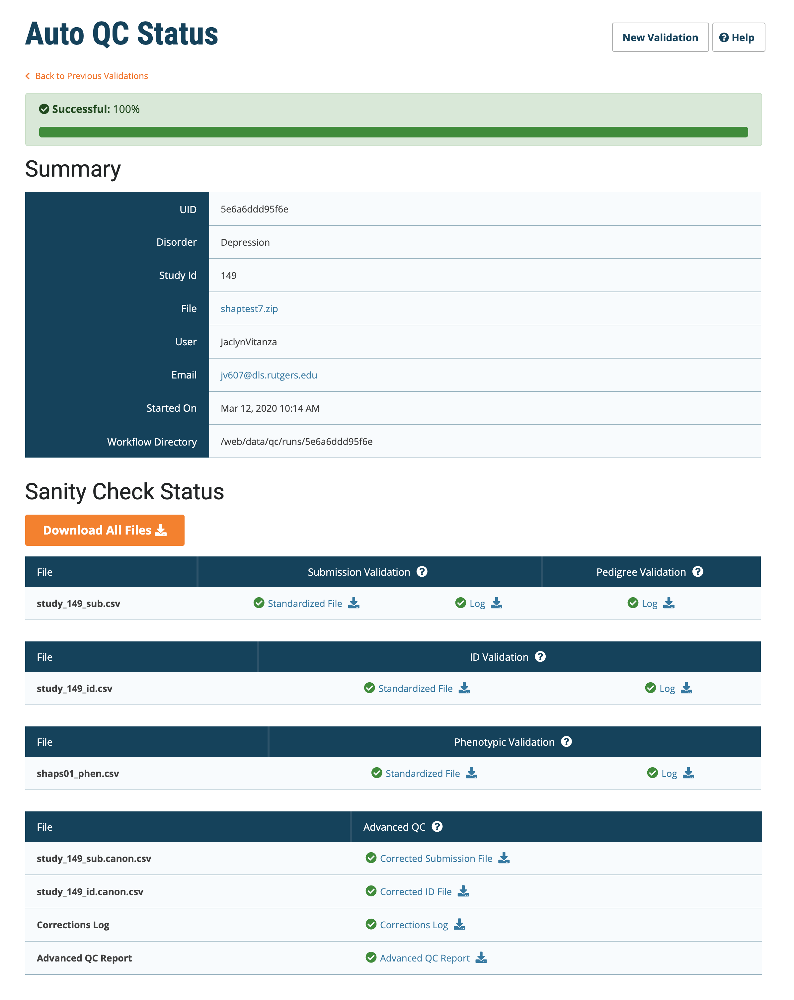 Auto QC Status
New Validation
Help
Back to Previous Validations
Successful: 100%
Summary
UID 5e6a6ddd95f6e
Disorder Depression
Study Id 149
File shaptest7.zip
User JaclynVitanza
Email jv607@dls.rutgers.edu
Started On Mar 12, 2020 10:14 AM
Workflow Directory /web/data/qc/runs/5e6a6ddd95f6e
Sanity Check Status
Download All Files
File Submission Validation Pedigree Validation
study_149_sub.csv Standardized File Log Log
File ID Validation
study_149_id.csv Standardized File Log
File Phenotypic Validation
shaps01_phen.csv Standardized File Log
File Advanced QC
study_149_sub.canon.csv Corrected Submission File
study_149_id.canon.csv Corrected ID File
Corrections Log Corrections Log
Advanced QC Report Advanced QC Report